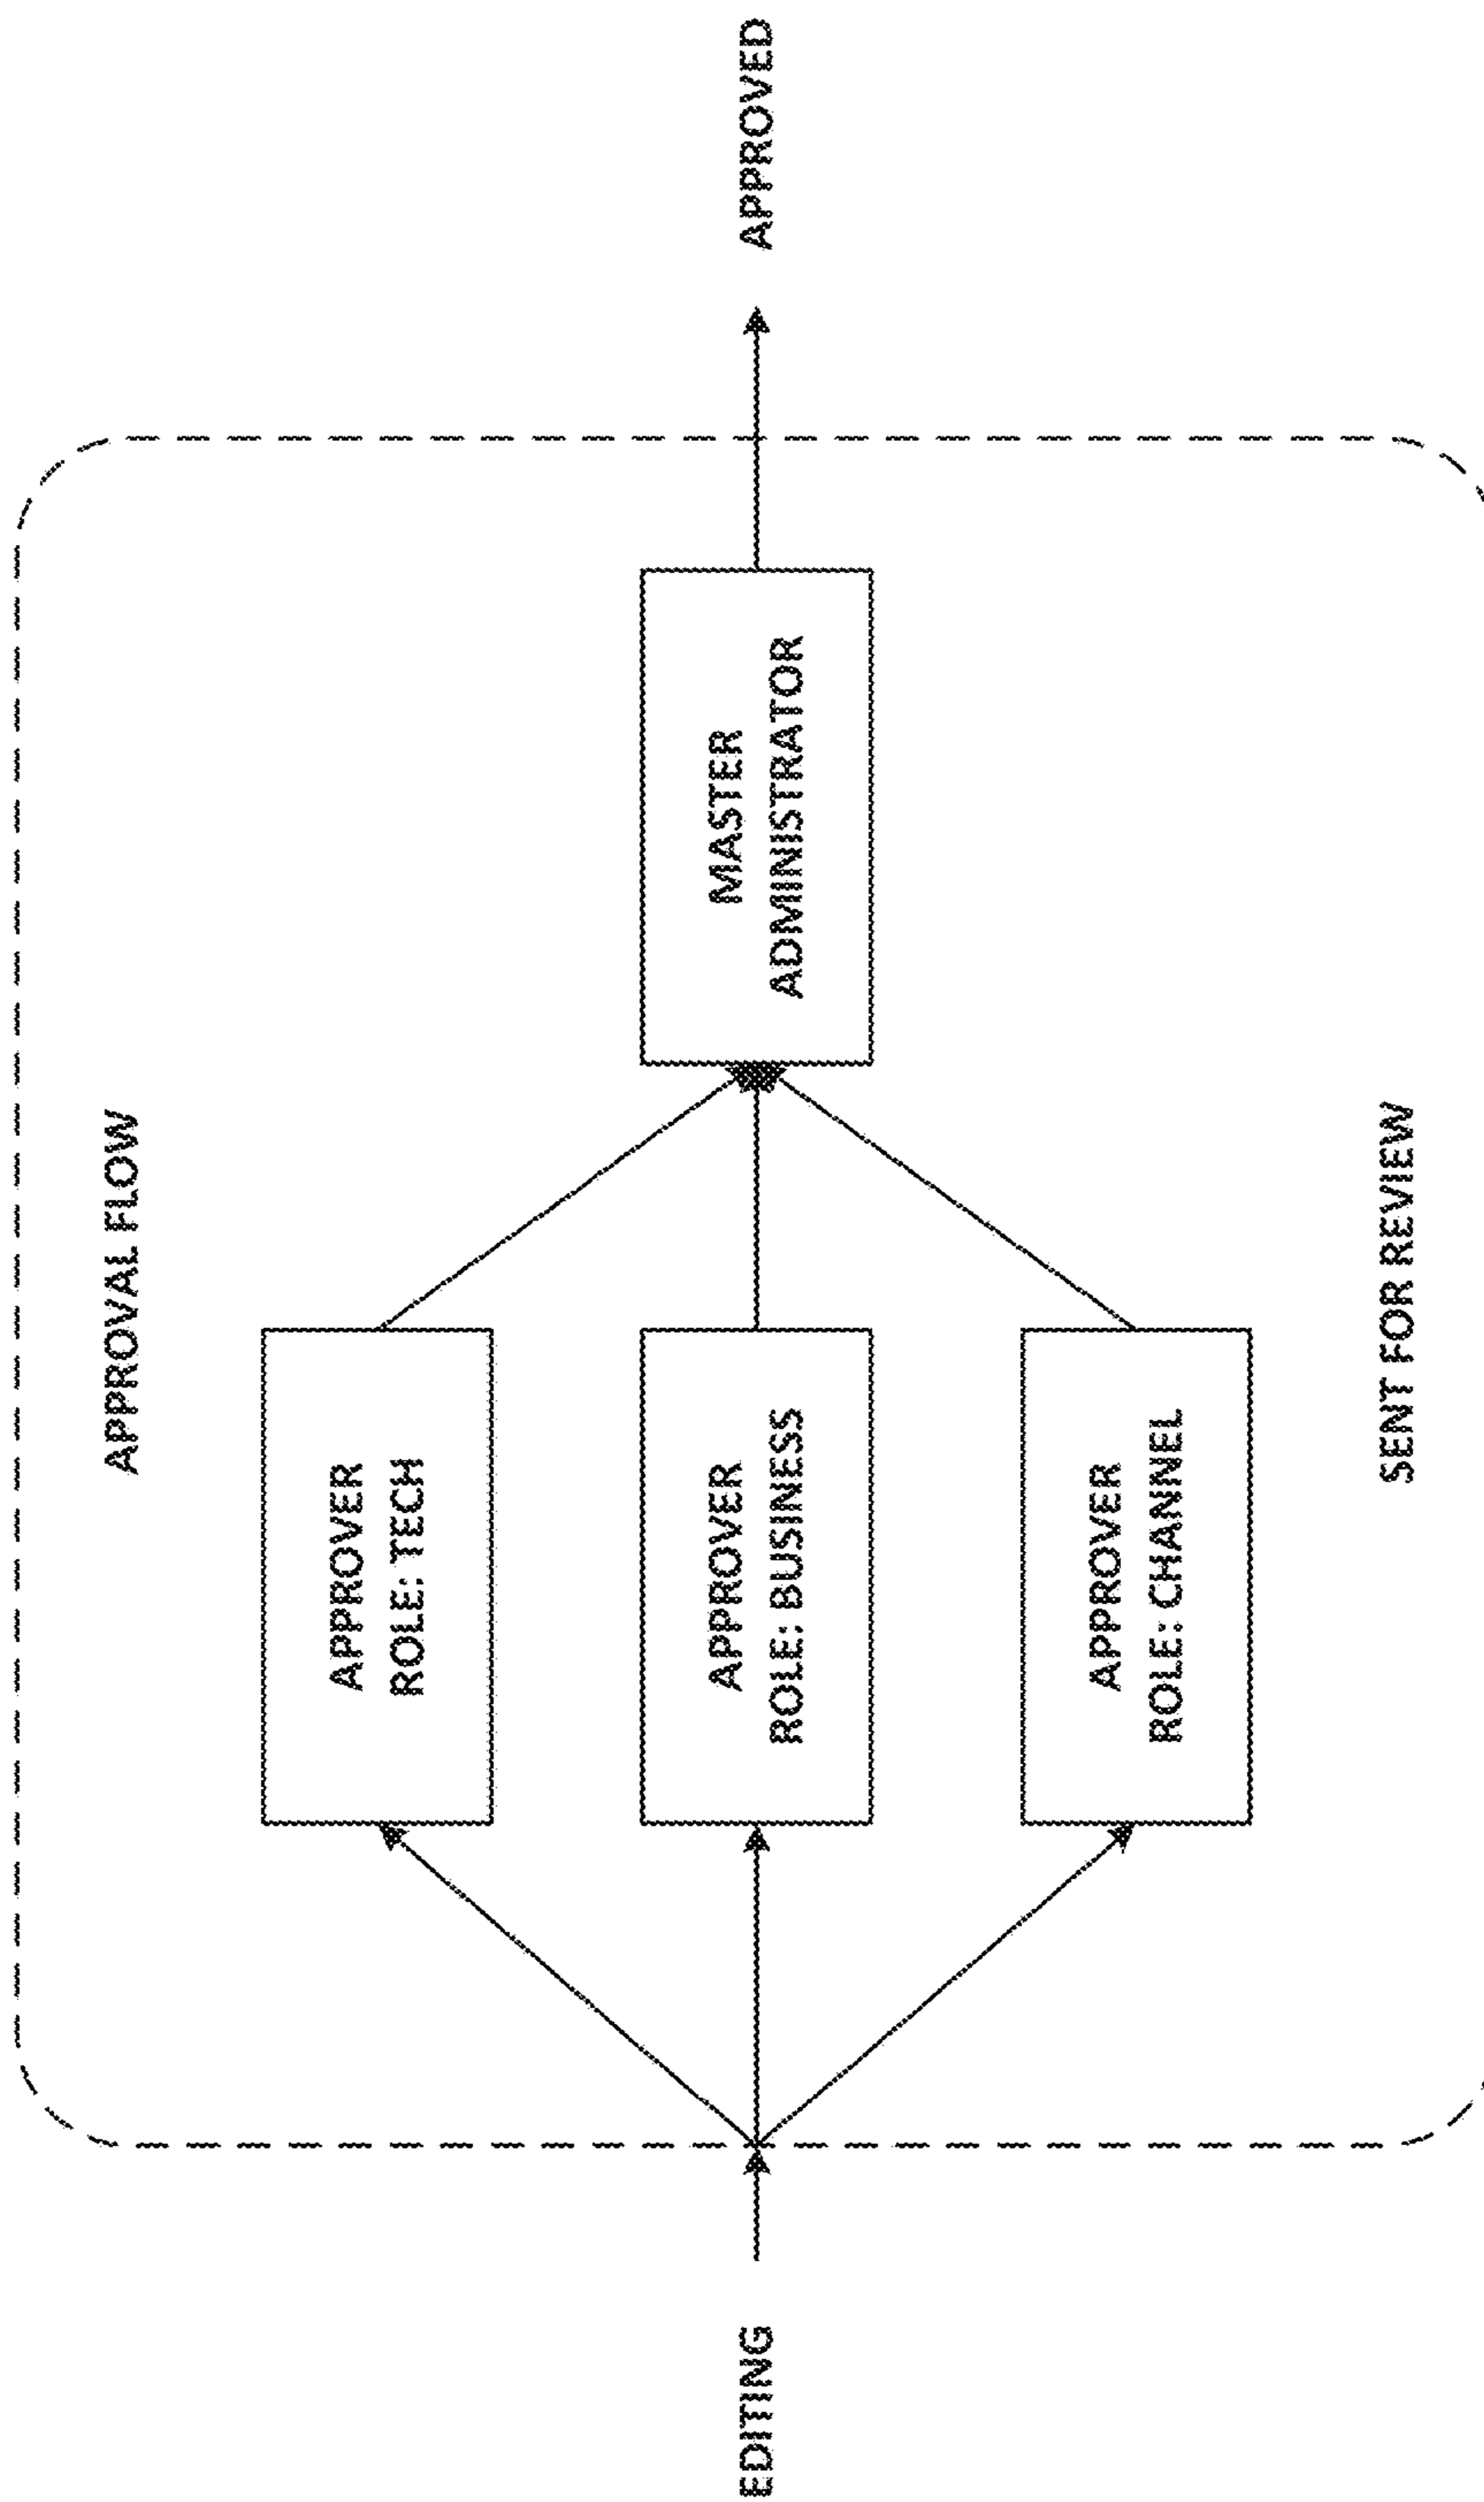 APPROVAL FLOW
EDITING
APPROVER
ROLE: TECH
APPROVER
ROLE: BUSINESS
APPROVER
ROLE: CHANNEL
MASTER
ADMINISTRATOR
APPROVED
SENT FOR REVIEW